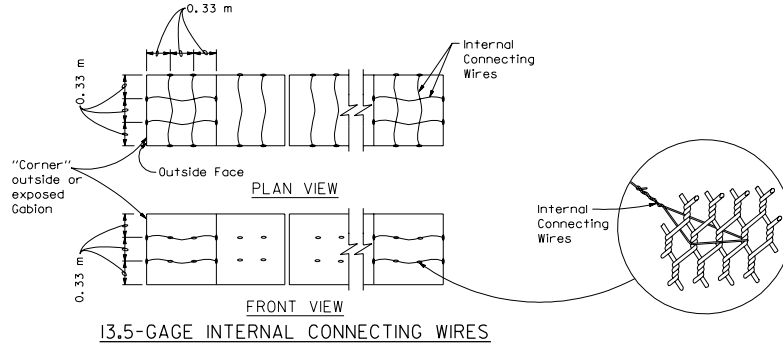 0.33 m
0.33 m
Internal
Connecting
Wires
"Corner"
outside or
exposed
Gabion
Outside Face
PLAN VIEW
Internal
Connecting
Wires
0.33 m
FRONT VIEW
13.5-GAGE INTERNAL CONNECTING WIRES